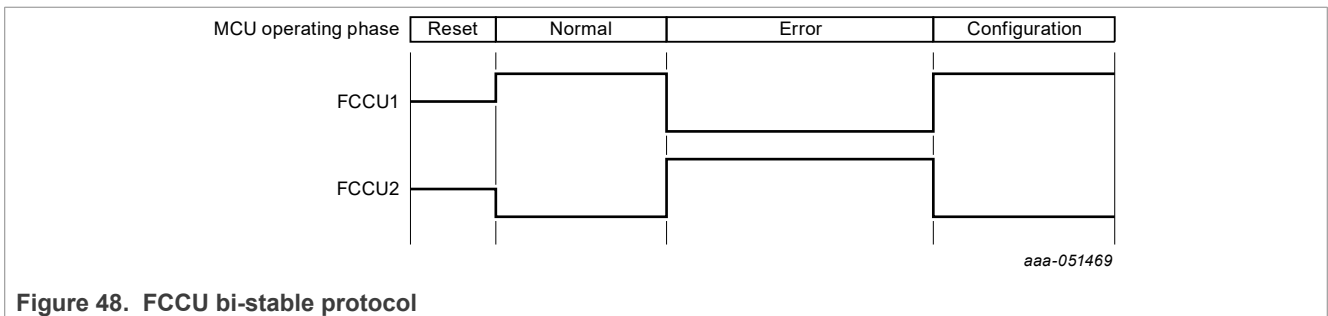 MCU operating phase Reset Normal Error Configuration
FCCU1
FCCU2
aaa-051469
Figure 48. FCCU bi-stable protocol